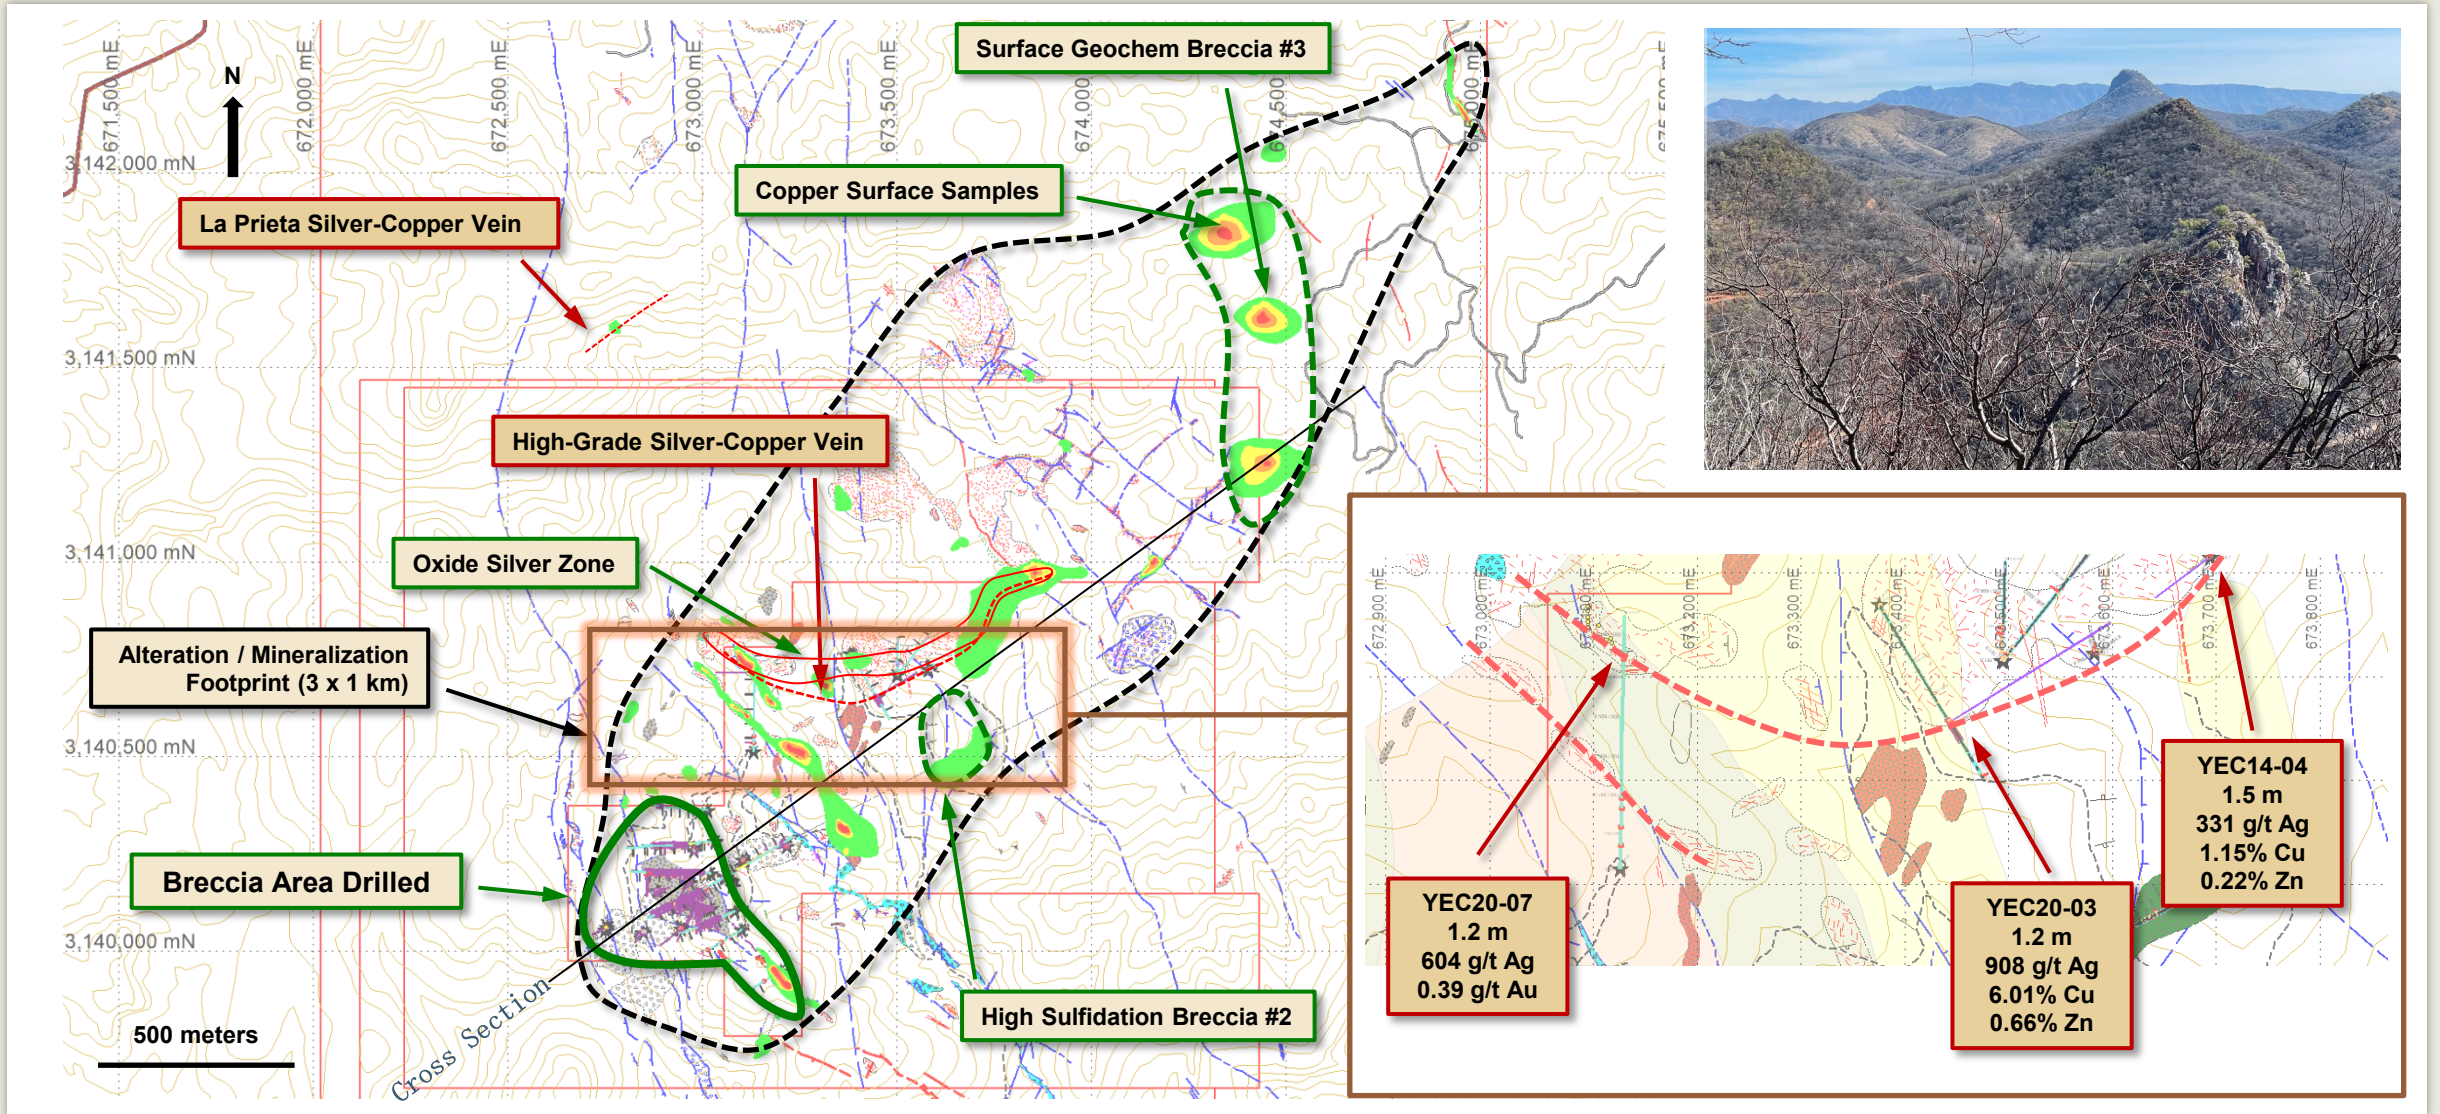 Surface Geochem Breccia #3
N
671,500 mE
672,000 mE
672,500 mE
673,000 mE
673,500 mE
674,000
674,500
mE
675,500 mE
3,142,000 mN
Copper Surface Samples
La Prieta Silver-Copper Vein
3,141,500 mN
High-Grade Silver-Copper Vein
3,141,000 mN
Oxide Silver Zone
Alteration / Mineralization
Footprint (3 x 1 km)
3,140,500 mN
Breccia Area Drilled
3,140,000 mN
High Sulfidation Breccia #2
500 meters
Cross Section
672,900 mE
673,000 mE
673,200 mE
673,300 mE
673,700 mE
673,800 mE
YEC14-04
1.5 m
331 g/t Ag
1.15% Cu
0.22% Zn
YEC20-07
1.2 m
604 g/t Ag
0.39 g/t Au
YEC20-03
1.2 m
908 g/t Ag
6.01% Cu
0.66% Zn